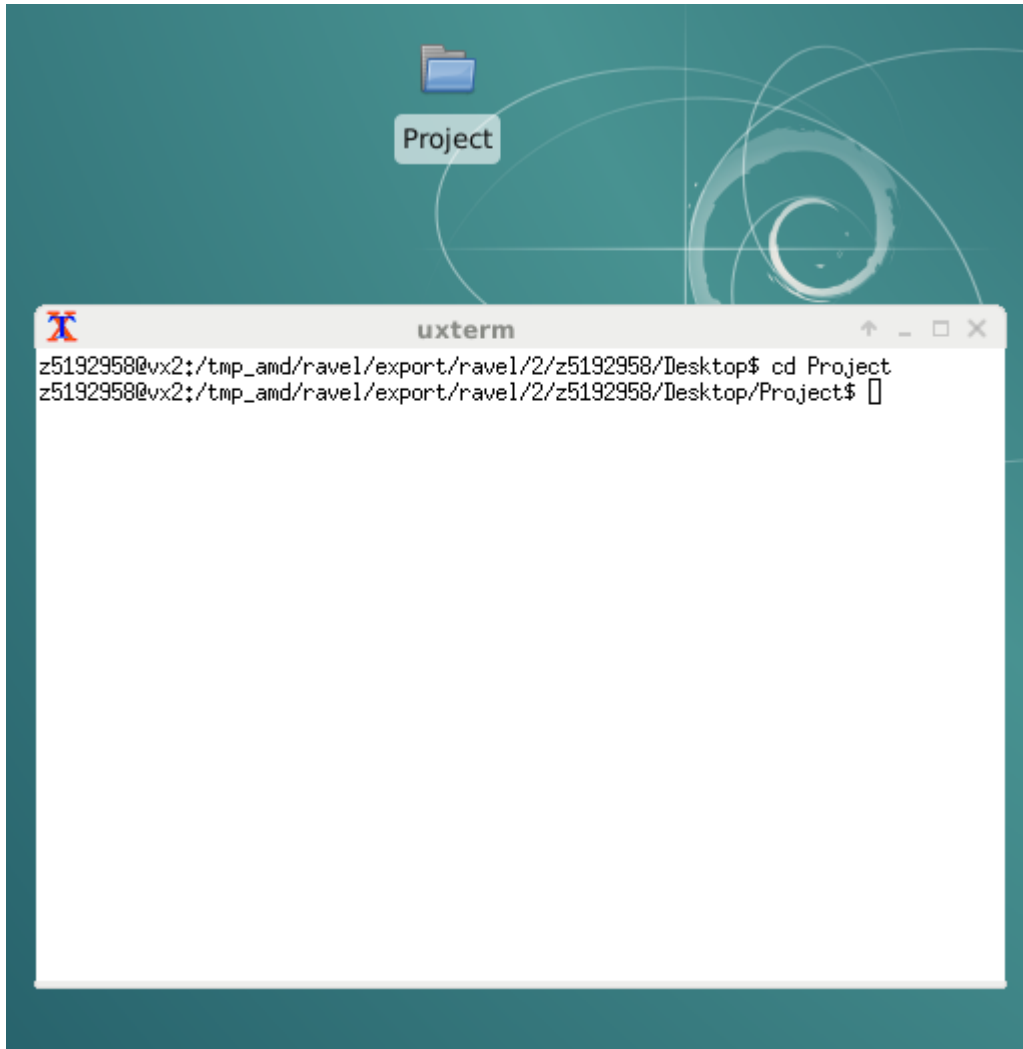 Project
uxterm
z5192958@vx2:/tmp_amd/ravel/export/ravel/2/z5192958/Desktop$ cd Project
z5192958@vx2:/tmp_amd/ravel/export/ravel/2/z5192958/Desktop/Project$